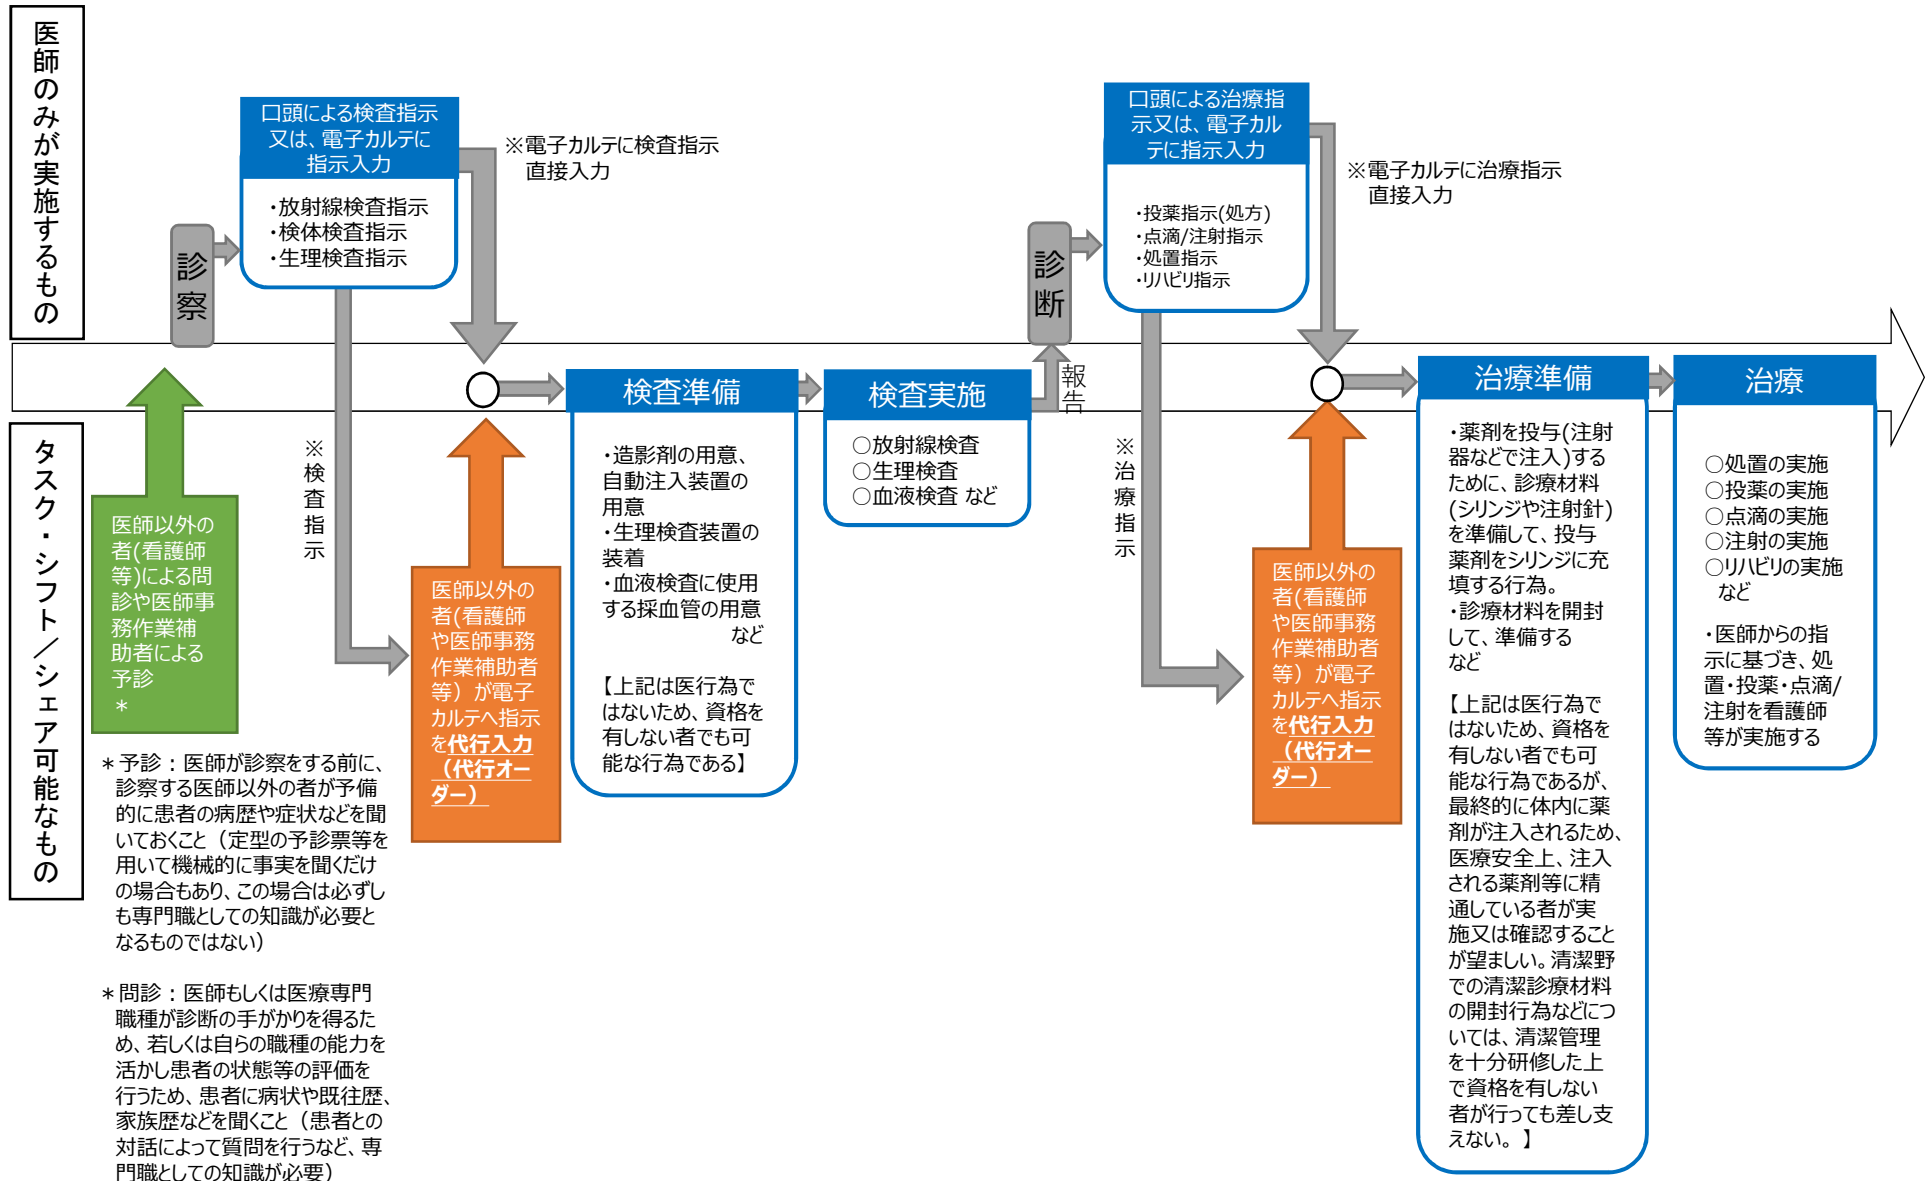 医師のみが実施するもの
口頭による検査指示
又は、電子カルテに
指示入力
・放射線検査指示
・検体検査指示
・生理検査指示
※電子カルテに検査指示
直接入力
診察
口頭による治療指
示又は、電子カル
テに指示入力
・投薬指示(処方)
・点滴/注射指示
・処置指示
・リハビリ指示
※電子カルテに治療指示
直接入力
診断
報告
タスク・シフト／シェア可能なもの
医師以外の
者(看護師
等)による問
診や医師事
務作業補
助者による
予診
＊
※検査指示
医師以外の
者(看護師
や医師事務
作業補助者
等）が電子
カルテへ指示
を代行入力
（代行オー
ダー）
検査準備
・造影剤の用意、
自動注入装置の
用意
・生理検査装置の
装着
・血液検査に使用
する採血管の用意
など
【上記は医行為で
はないため、資格を
有しない者でも可
能な行為である】
検査実施
○放射線検査
○生理検査
○血液検査 など
※治療指示
医師以外の
者(看護師
や医師事務
作業補助者
等）が電子
カルテへ指示
を代行入力
（代行オー
ダー）
治療準備
・薬剤を投与(注射
器などで注入)する
ために、診療材料
(シリンジや注射針)
を準備して、投与
薬剤をシリンジに充
填する行為。
・診療材料を開封
して、準備する
など
【上記は医行為で
はないため、資格を
有しない者でも可
能な行為であるが、
最終的に体内に薬
剤が注入されるため、
医療安全上、注入
される薬剤等に精
通している者が実
施又は確認すること
が望ましい。清潔野
での清潔診療材料
の開封行為などにつ
いては、清潔管理
を十分研修した上
で資格を有しない
者が行っても差し支
えない。】
治療
○処置の実施
○投薬の実施
○点滴の実施
○注射の実施
○リハビリの実施
など
・医師からの指
示に基づき、処
置・投薬・点滴/
注射を看護師
等が実施する
＊予診：医師が診察をする前に、
診察する医師以外の者が予備
的に患者の病歴や症状などを聞
いておくこと（定型の予診票等を
用いて機械的に事実を聞くだけ
の場合もあり、この場合は必ずし
も専門職としての知識が必要と
なるものではない）
＊問診：医師もしくは医療専門
職種が診断の手がかりを得るた
め、若しくは自らの職種の能力を
活かし患者の状態等の評価を
行うため、患者に病状や既往歴、
家族歴などを聞くこと（患者との
対話によって質問を行うなど、専
門職としての知識が必要）